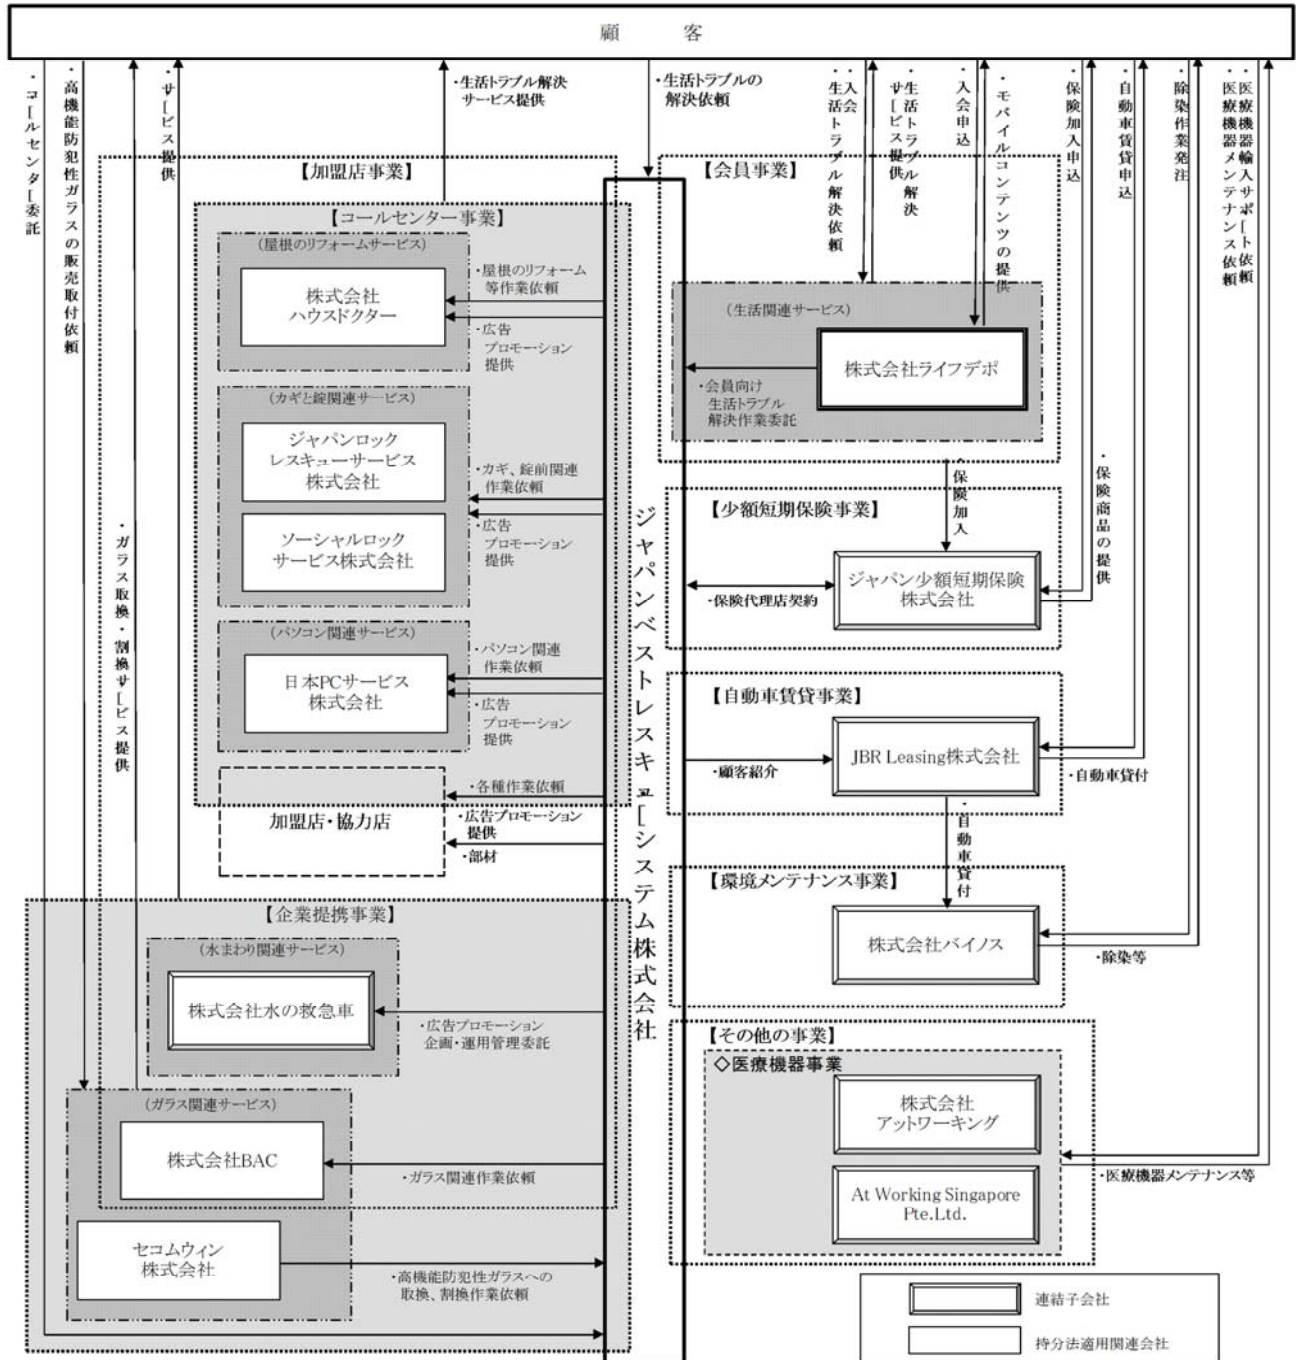 顧 客
・コールセンター委託
・高機能防犯性ガラスの販売取付依頼
・ガラス取換・割換サービス提供
・サービス提供
・生活トラブル解決
サービス提供
・生活トラブルの
解決依頼
・入会
・生活トラブル解決依頼
・生活トラブル解決
サービス提供
・入会申込
・モバイルコンテンツの提供
・保険加入申込
・保険商品の提供
・自動車賃貸申込
・除染作業発注
・医療機器輸入サポート依頼
・医療機器メンテナンス依頼
【加盟店事業】
【コールセンター事業】
(屋根のリフォームサービス)
株式会社
ハウスドクター
・屋根のリフォーム
等作業依頼
・広告
プロモーション
提供
(カギと錠関連サービス)
ジャパンロック
レスキューサービス
株式会社
ソーシャルロック
サービス株式会社
・カギ、錠前関連
作業依頼
・広告
プロモーション
提供
(パソコン関連サービス)
日本PCサービス
株式会社
・パソコン関連
作業依頼
・広告
プロモーション
提供
加盟店・協力店
・各種作業依頼
・広告プロモーション
提供
・部材
【企業提携事業】
(水まわり関連サービス)
株式会社水の救急車
・広告プロモーション
企画・運用管理委託
(ガラス関連サービス)
株式会社BAC
・ガラス関連作業依頼
セコムウィン
株式会社
・高機能防犯性ガラスへの
取換、割換作業依頼
ジャパンベストレスキューシステム株式会社
【会員事業】
(生活関連サービス)
株式会社ライフデポ
・会員向け
生活トラブル
解決作業委託
・保険加入
【少額短期保険事業】
ジャパン少額短期保険
株式会社
・保険代理店契約
【自動車賃貸事業】
JBR Leasing株式会社
・顧客紹介
・自動車貸付
・自動車貸付
【環境メンテナンス事業】
株式会社バイノス
・除染等
【その他の事業】
◇医療機器事業
株式会社
アットワーキング
At Working Singapore
Pte.Ltd.
・医療機器メンテナンス等
連結子会社
持分法適用関連会社